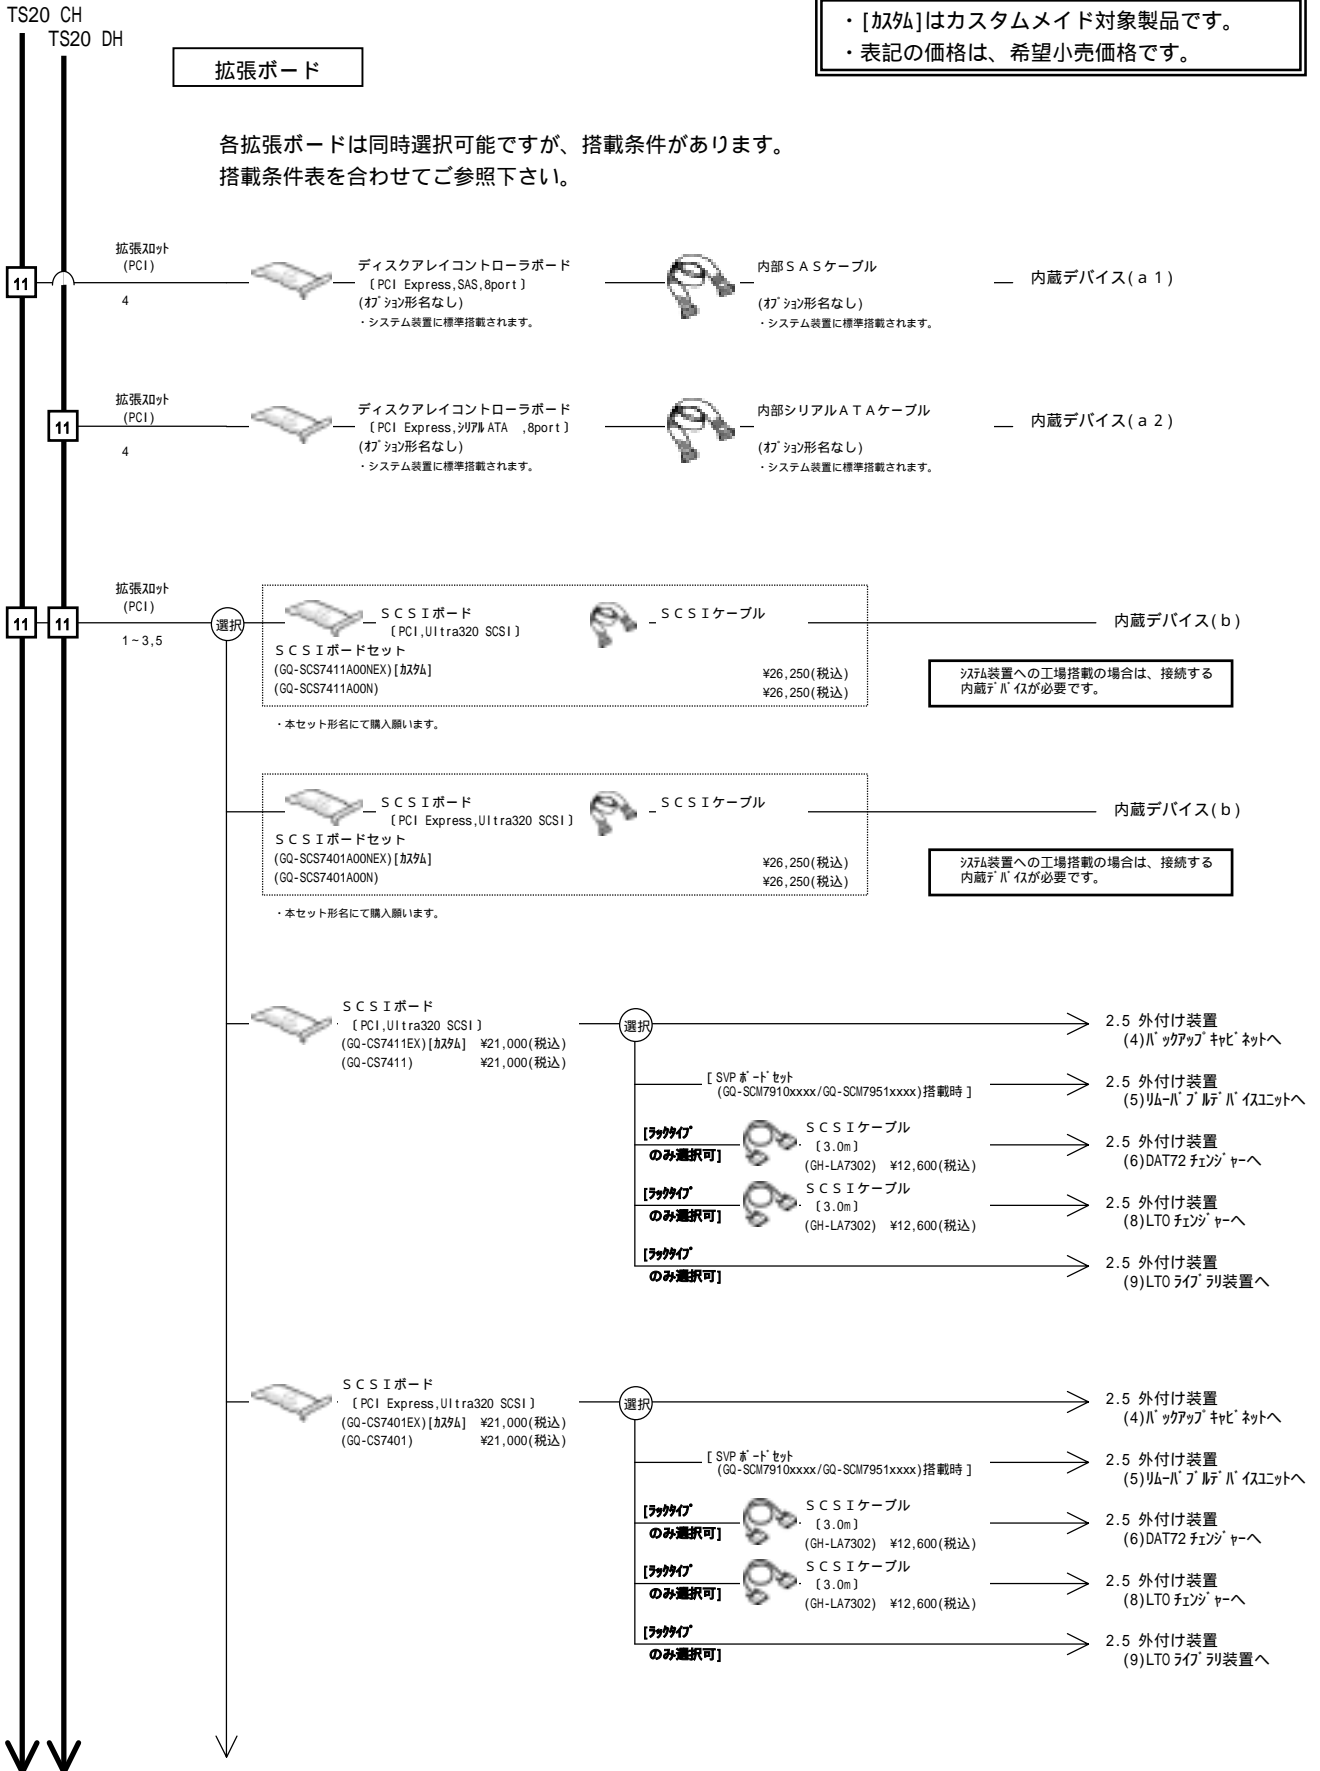 TS20 CH
TS20 DH
・[ｶｽﾀﾑ]はカスタムメイド対象製品です。
・表記の価格は、希望小売価格です。
拡張ボード
各拡張ボードは同時選択可能ですが、搭載条件があります。
搭載条件表を合わせてご参照下さい。
11
拡張ｽﾛｯﾄ
(PCI)
4
ディスクアレイコントローラボード
〔PCI Express,SAS,8port〕
(ｵﾌﾟｼｮﾝ形名なし)
・システム装置に標準搭載されます。
内部ＳＡＳケーブル
(ｵﾌﾟｼｮﾝ形名なし)
・システム装置に標準搭載されます。
内蔵デバイス(a1)
11
拡張ｽﾛｯﾄ
(PCI)
4
ディスクアレイコントローラボード
〔PCI Express,ｼﾘｱﾙ ATA ,8port〕
(ｵﾌﾟｼｮﾝ形名なし)
・システム装置に標準搭載されます。
内部シリアルＡＴＡケーブル
(ｵﾌﾟｼｮﾝ形名なし)
・システム装置に標準搭載されます。
内蔵デバイス(a2)
11
11
拡張ｽﾛｯﾄ
(PCI)
1~3,5
選択
ＳＣＳＩボード
〔PCI,Ultra320 SCSI〕
ＳＣＳＩケーブル
ＳＣＳＩボードセット
(GQ-SCS7411A00NEX)[ｶｽﾀﾑ] ¥26,250(税込)
(GQ-SCS7411A00N) ¥26,250(税込)
・本セット形名にて購入願います。
内蔵デバイス(b)
ｼｽﾃﾑ装置への工場搭載の場合は、接続する
内蔵ﾃﾞﾊﾞｲｽが必要です。
ＳＣＳＩボード
〔PCI Express,Ultra320 SCSI〕
ＳＣＳＩケーブル
ＳＣＳＩボードセット
(GQ-SCS7401A00NEX)[ｶｽﾀﾑ] ¥26,250(税込)
(GQ-SCS7401A00N) ¥26,250(税込)
・本セット形名にて購入願います。
内蔵デバイス(b)
ｼｽﾃﾑ装置への工場搭載の場合は、接続する
内蔵ﾃﾞﾊﾞｲｽが必要です。
ＳＣＳＩボード
〔PCI,Ultra320 SCSI〕
(GQ-CS7411EX)[ｶｽﾀﾑ] ¥21,000(税込)
(GQ-CS7411) ¥21,000(税込)
選択
2.5 外付け装置
(4)ﾊﾞｯｸｱｯﾌﾟｷｬﾋﾞﾈｯﾄへ
[SVPﾎﾞｰﾄﾞｾｯﾄ
(GQ-SCM7910xxxx/GQ-SCM7951xxxx)搭載時]
2.5 外付け装置
(5)ﾘﾑｰﾊﾞﾌﾞﾙﾃﾞﾊﾞｲｽﾕﾆｯﾄへ
[ﾗｯｸﾀｲﾌﾟ
のみ選択可]
ＳＣＳＩケーブル
〔3.0m〕
(GH-LA7302) ¥12,600(税込)
2.5 外付け装置
(6)DAT72 ﾁｪﾝｼﾞｬｰへ
[ﾗｯｸﾀｲﾌﾟ
のみ選択可]
ＳＣＳＩケーブル
〔3.0m〕
(GH-LA7302) ¥12,600(税込)
2.5 外付け装置
(8)LTO ﾁｪﾝｼﾞｬｰへ
[ﾗｯｸﾀｲﾌﾟ
のみ選択可]
2.5 外付け装置
(9)LTO ﾗｲﾌﾞﾗﾘ装置へ
ＳＣＳＩボード
〔PCI Express,Ultra320 SCSI〕
(GQ-CS7401EX)[ｶｽﾀﾑ] ¥21,000(税込)
(GQ-CS7401) ¥21,000(税込)
選択
2.5 外付け装置
(4)ﾊﾞｯｸｱｯﾌﾟｷｬﾋﾞﾈｯﾄへ
[SVPﾎﾞｰﾄﾞｾｯﾄ
(GQ-SCM7910xxxx/GQ-SCM7951xxxx)搭載時]
2.5 外付け装置
(5)ﾘﾑｰﾊﾞﾌﾞﾙﾃﾞﾊﾞｲｽﾕﾆｯﾄへ
[ﾗｯｸﾀｲﾌﾟ
のみ選択可]
ＳＣＳＩケーブル
〔3.0m〕
(GH-LA7302) ¥12,600(税込)
2.5 外付け装置
(6)DAT72 ﾁｪﾝｼﾞｬｰへ
[ﾗｯｸﾀｲﾌﾟ
のみ選択可]
ＳＣＳＩケーブル
〔3.0m〕
(GH-LA7302) ¥12,600(税込)
2.5 外付け装置
(8)LTO ﾁｪﾝｼﾞｬｰへ
[ﾗｯｸﾀｲﾌﾟ
のみ選択可]
2.5 外付け装置
(9)LTO ﾗｲﾌﾞﾗﾘ装置へ